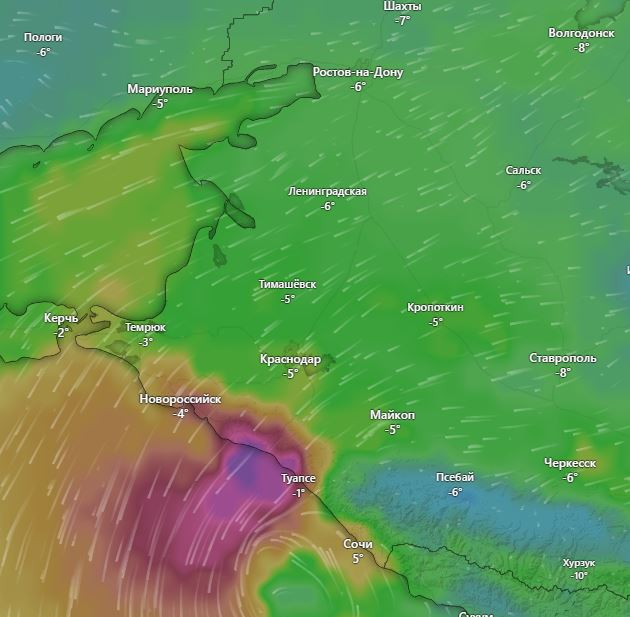 Шахты
-7°
Пологи
-6°
Волгодонск
-8°
Ростов-на-Дону
-6°
Мариуполь
-5°
Сальск
-6°
Ленинградская
-6°
Тимашёвск
-5°
Кропоткин
-5°
Керчь
-2°
Темрюк
-3°
Краснодар
-5°
Ставрополь
-8°
Новороссийск
-4°
Майкоп
-5°
Черкесск
-6°
Туапсе
-1°
Псебай
-6°
Сочи
5°
Хурзук
-10°
Сухум